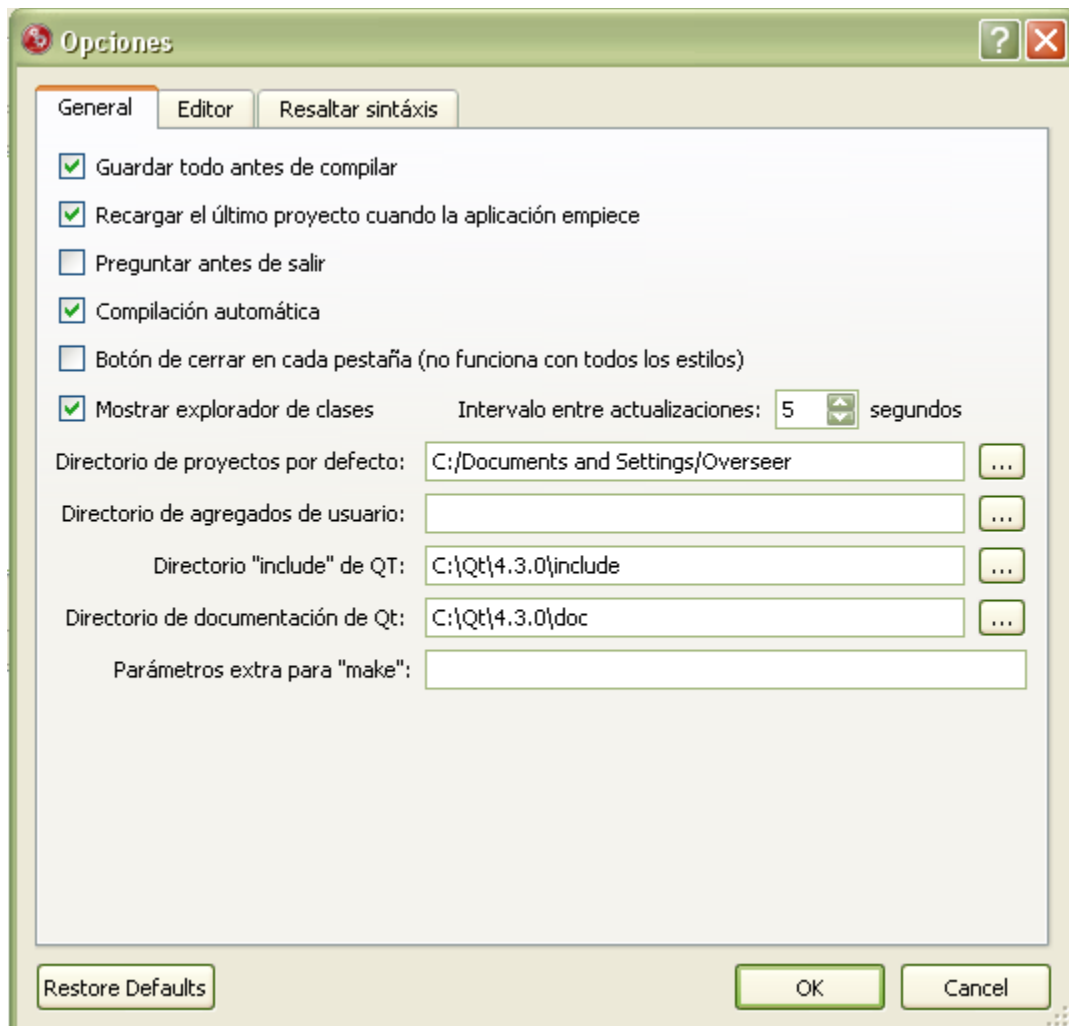 Opciones
General Editor Resaltar sintáxis
Guardar todo antes de compilar
Recargar el último proyecto cuando la aplicación empiece
Preguntar antes de salir
Compilación automática
Botón de cerrar en cada pestaña (no funciona con todos los estilos)
Mostrar explorador de clases Intervalo entre actualizaciones: 5 segundos
Directorio de proyectos por defecto: C:/Documents and Settings/Overseer ...
Directorio de agregados de usuario: ...
Directorio "include" de QT: C:\Qt\4.3.0\include ...
Directorio de documentación de Qt: C:\Qt\4.3.0\doc ...
Parámetros extra para "make":
Restore Defaults OK Cancel